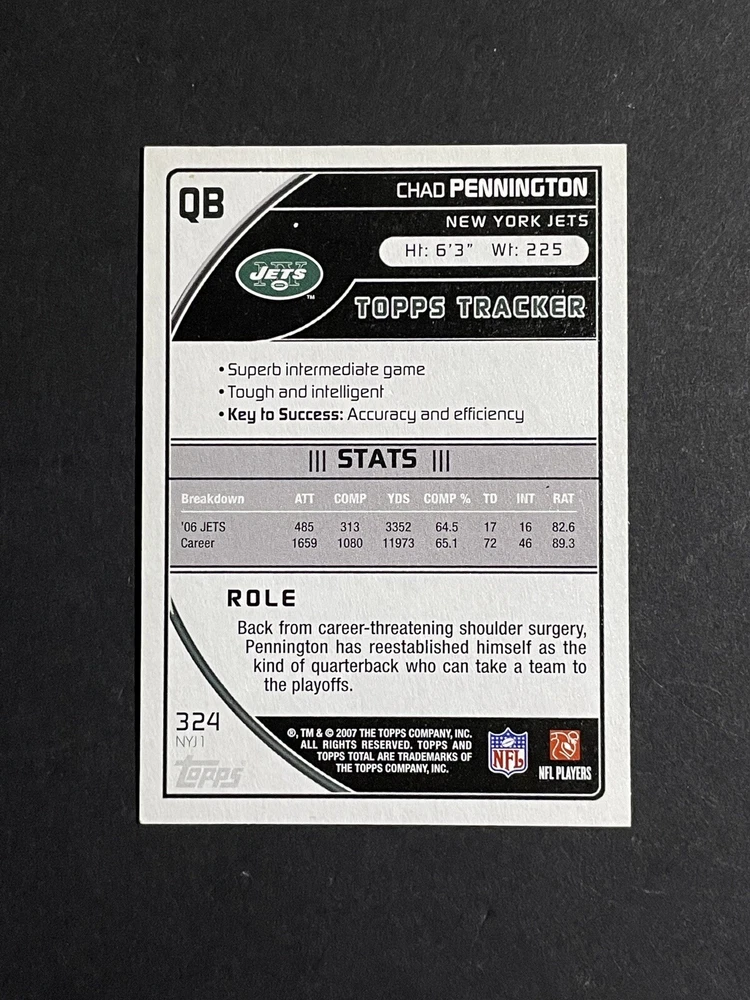 QB
CHAD PENNINGTON
NEW YORK JETS
Ht: 6'3" Wt: 225
NY JETS
TM
TOPPS TRACKER
• Superb intermediate game
• Tough and intelligent
• Key to Success: Accuracy and efficiency
STATS
Breakdown ATT COMP YDS COMP % TD INT RAT
'06 JETS 485 313 3352 64.5 17 16 82.6
Career 1659 1080 11973 65.1 72 46 89.3
ROLE
Back from career-threatening shoulder surgery,
Pennington has reestablished himself as the
kind of quarterback who can take a team to
the playoffs.
324
NYJ1
topps
®, TM & © 2007 THE TOPPS COMPANY, INC.
ALL RIGHTS RESERVED. TOPPS AND
TOPPS TOTAL ARE TRADEMARKS OF
THE TOPPS COMPANY, INC.
NFL
NFL PLAYERS